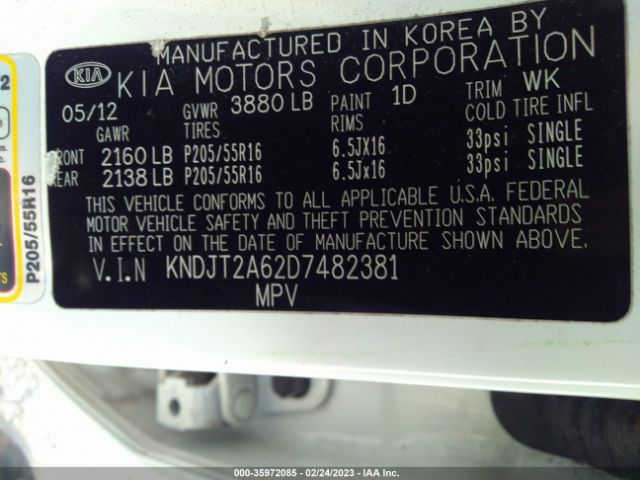 MANUFACTURED IN KOREA BY
KIA KIA MOTORS CORPORATION
05/12 GVWR 3880 LB PAINT 1D TRIM WK
GAWR TIRES RIMS COLD TIRE INFL
FRONT 2160 LB P205/55R16 6.5JX16 33psi SINGLE
REAR 2138 LB P205/55R16 6.5Jx16 33psi SINGLE
THIS VEHICLE CONFORMS TO ALL APPLICABLE U.S.A. FEDERAL
MOTOR VEHICLE SAFETY AND THEFT PREVENTION STANDARDS
IN EFFECT ON THE DATE OF MANUFACTURE SHOWN ABOVE.
V.I.N KNDJT2A62D7482381
MPV
P205/55R16
000-35972085 - 02/24/2023 - IAA Inc.